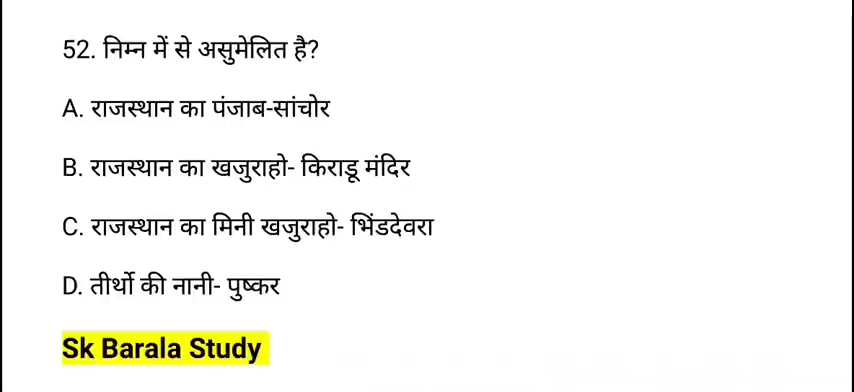 52. निम्न में से असुमेलित है?
A. राजस्थान का पंजाब-सांचोर
B. राजस्थान का खजुराहो- किराडू मंदिर
C. राजस्थान का मिनी खजुराहो- भिंडदेवरा
D. तीर्थो की नानी- पुष्कर
Sk Barala Study